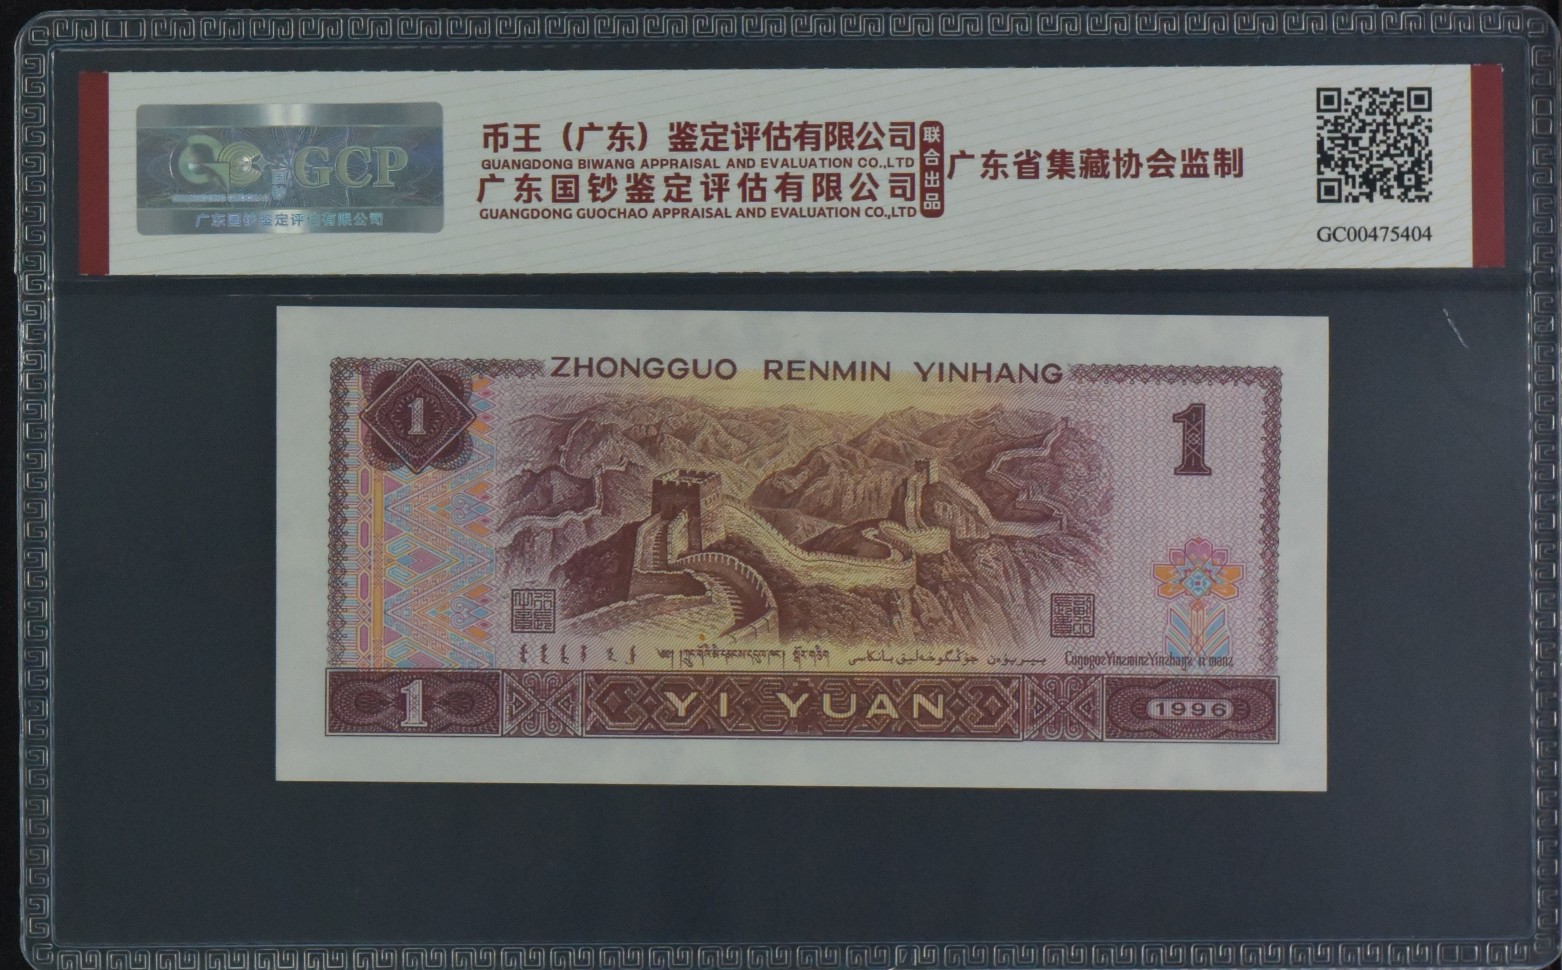 GCP
广东国钞鉴定评估有限公司
币王（广东）鉴定评估有限公司
GUANGDONG BIWANG APPRAISAL AND EVALUATION CO.,LTD
广东国钞鉴定评估有限公司
GUANGDONG GUOCHAO APPRAISAL AND EVALUATION CO.,LTD
联合出品
广东省集藏协会监制
GC00475404
ZHONGGUO RENMIN YINHANG
1
1
1
YI YUAN
1996